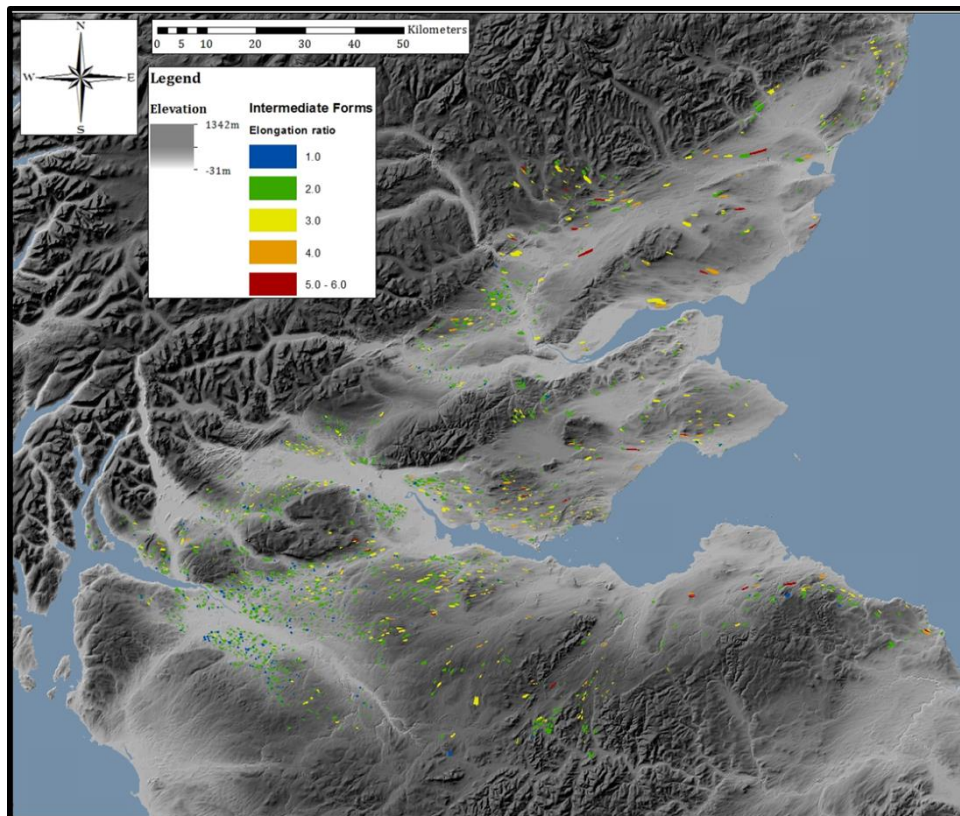 N
W E
S
Kilometers
0 5 10 20 30 40 50
Legend
Elevation
1342m
-31m
Intermediate Forms
Elongation ratio
1.0
2.0
3.0
4.0
5.0 - 6.0